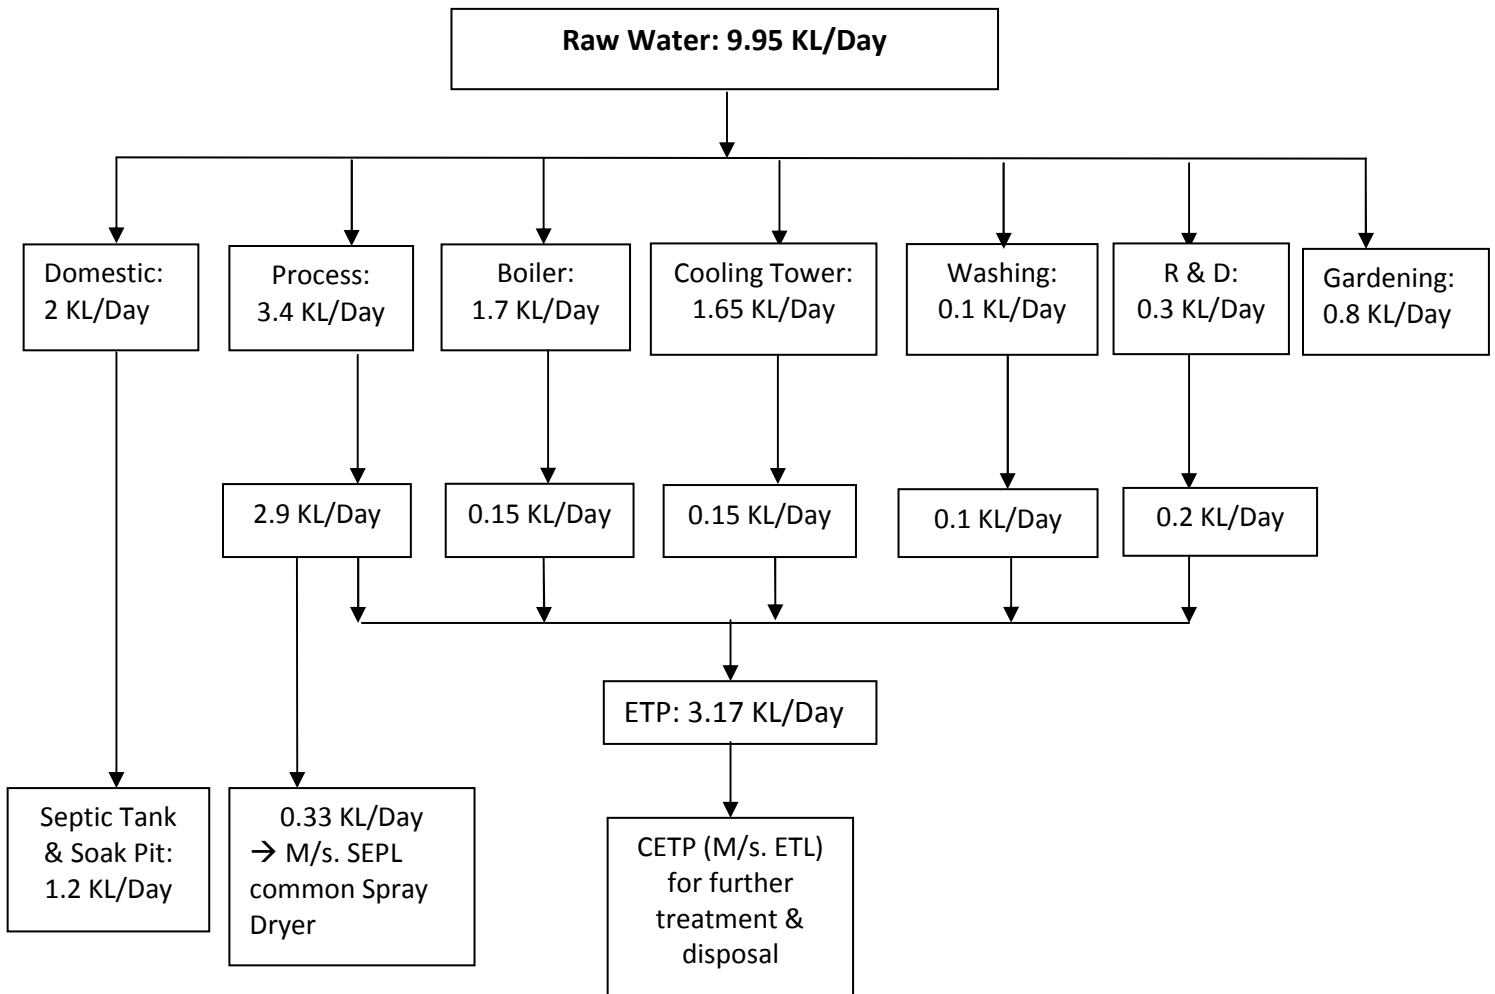 Raw Water: 9.95 KL/Day
Domestic:
2 KL/Day
Process:
3.4 KL/Day
Boiler:
1.7 KL/Day
Cooling Tower:
1.65 KL/Day
Washing:
0.1 KL/Day
R & D:
0.3 KL/Day
Gardening:
0.8 KL/Day
2.9 KL/Day
0.15 KL/Day
0.15 KL/Day
0.1 KL/Day
0.2 KL/Day
ETP: 3.17 KL/Day
Septic Tank
& Soak Pit:
1.2 KL/Day
0.33 KL/Day
→ M/s. SEPL
common Spray
Dryer
CETP (M/s. ETL)
for further
treatment &
disposal